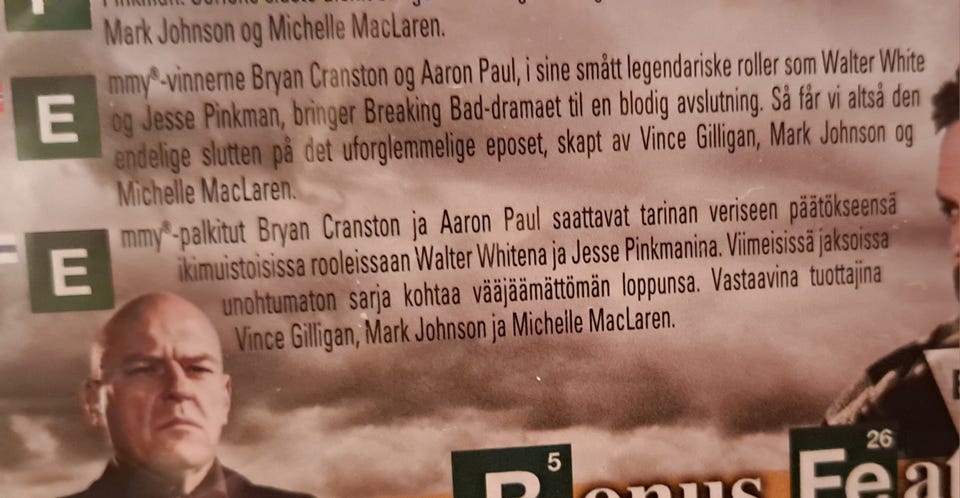 Mark Johnson og Michelle MacLaren.
Emmy®-vinnerne Bryan Cranston og Aaron Paul, i sine smått legendariske roller som Walter White
og Jesse Pinkman, bringer Breaking Bad-dramaet til en blodig avslutning. Så får vi altså den
endelige slutten på det uforglemmelige eposet, skapt av Vince Gilligan, Mark Johnson og
Michelle MacLaren.
Emmy®-palkitut Bryan Cranston ja Aaron Paul saattavat tarinan veriseen päätökseensä
ikimuistoisissa rooleissaan Walter Whitena ja Jesse Pinkmanina. Viimeisissä jaksoissa
unohtumaton sarja kohtaa vääjäämättömän loppunsa. Vastaavina tuottajina
Vince Gilligan, Mark Johnson ja Michelle MacLaren.
5 26
Bonus Fea